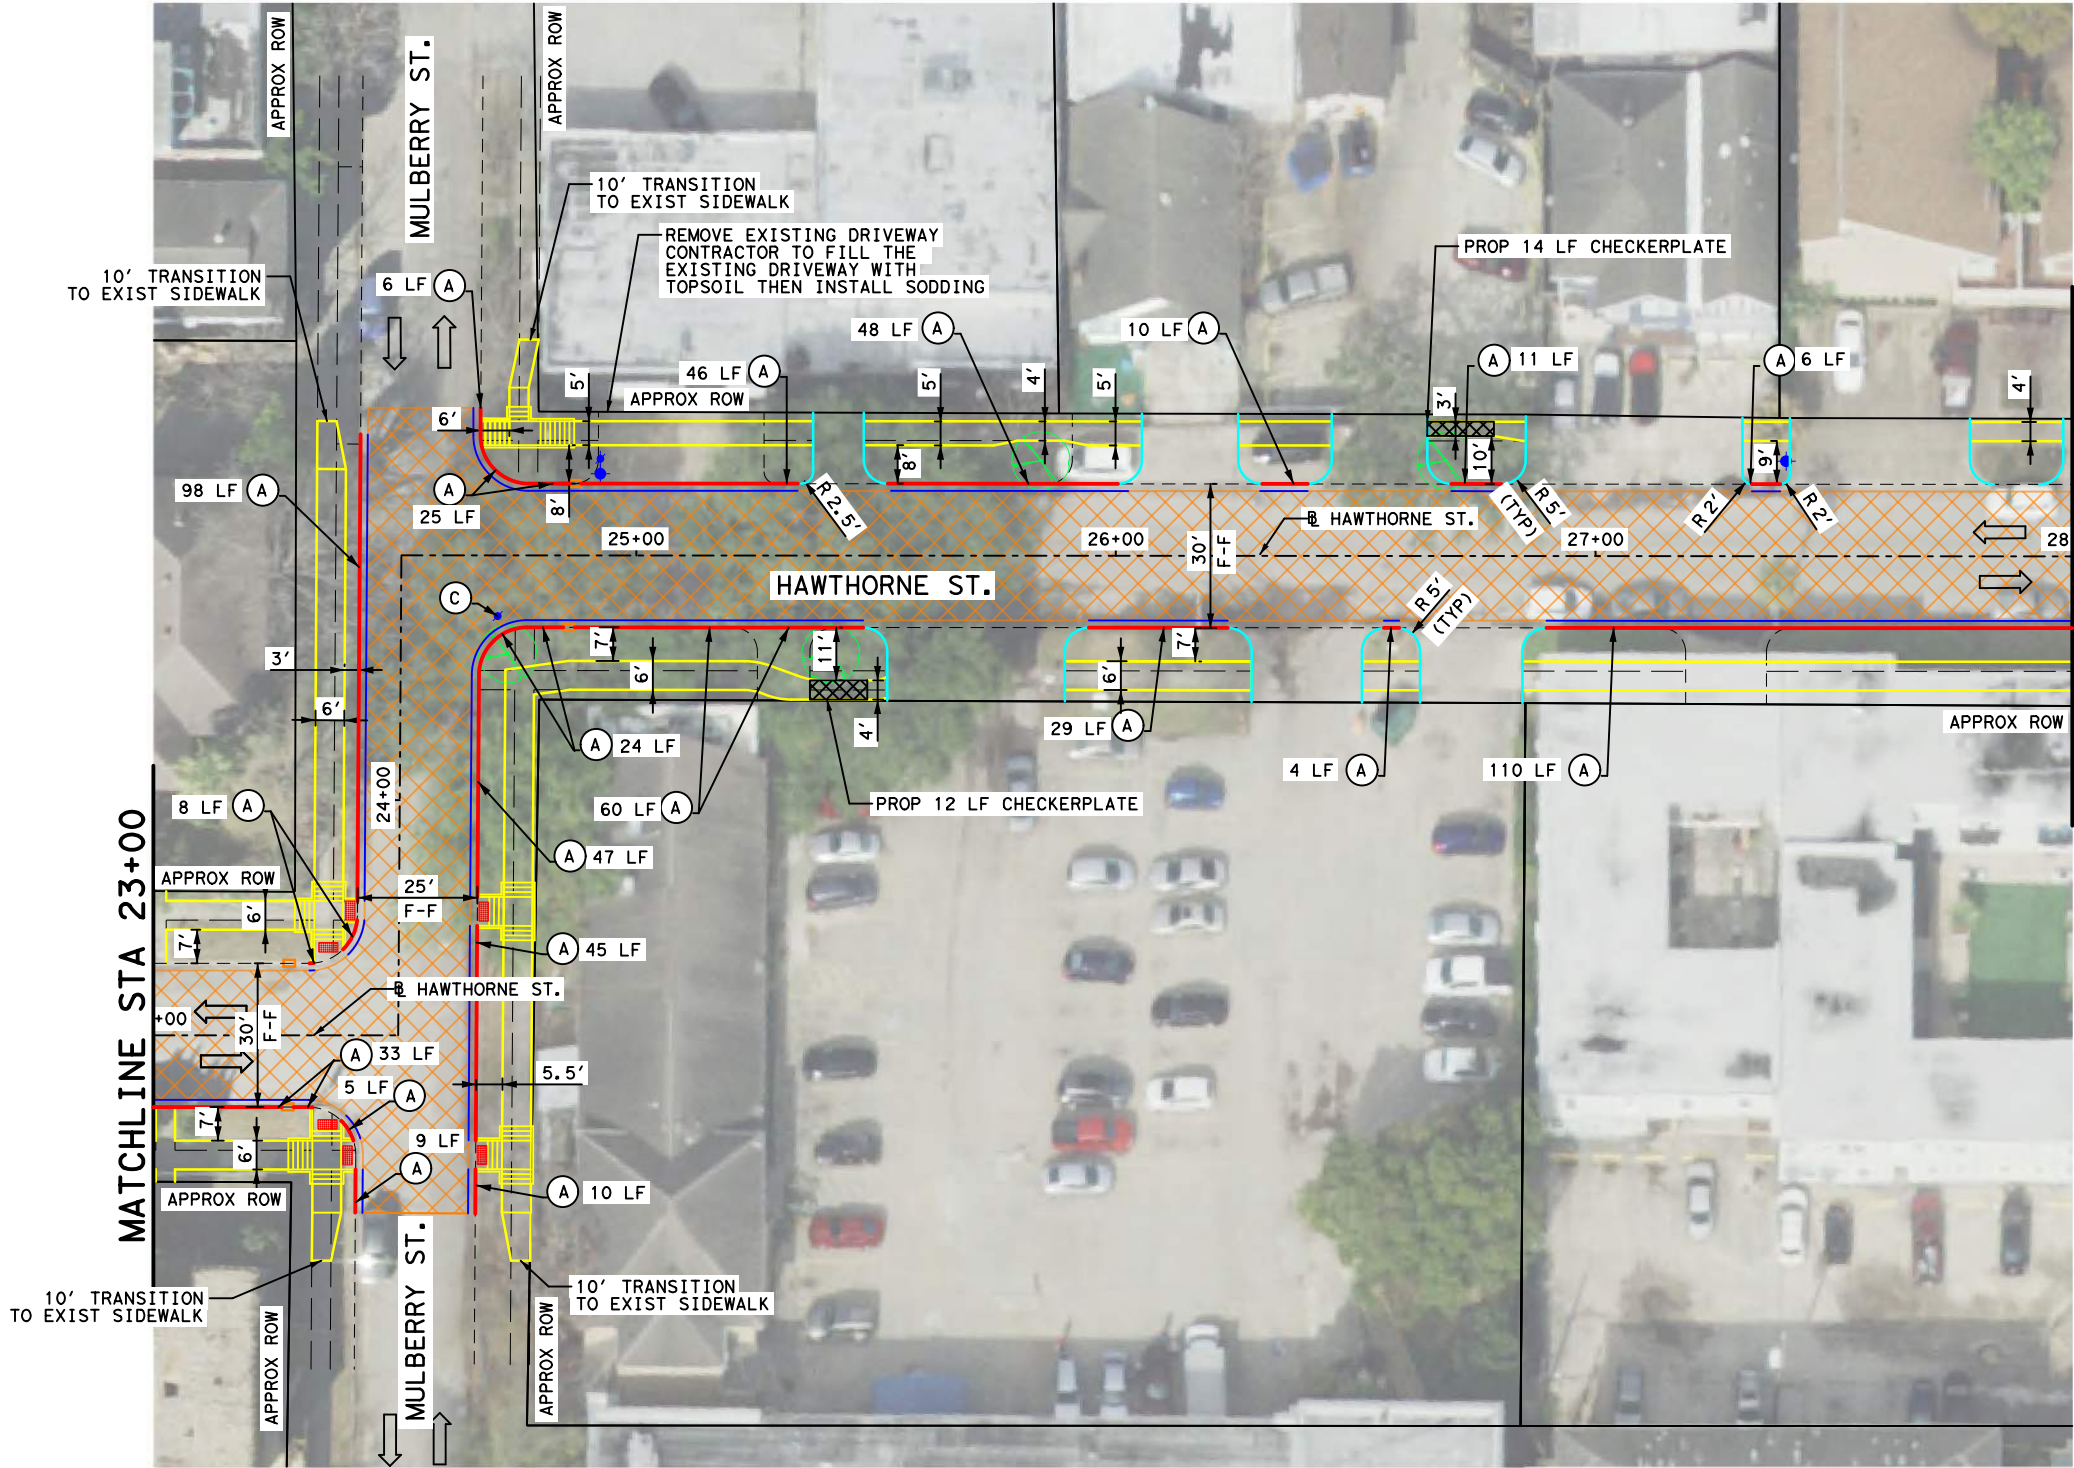 APPROX ROW
MULBERRY ST.
APPROX ROW
10' TRANSITION
TO EXIST SIDEWALK
REMOVE EXISTING DRIVEWAY
CONTRACTOR TO FILL THE
EXISTING DRIVEWAY WITH
TOPSOIL THEN INSTALL SODDING
PROP 14 LF CHECKERPLATE
10' TRANSITION
TO EXIST SIDEWALK
6 LF A
48 LF A
10 LF A
A 11 LF
A 6 LF
46 LF A
APPROX ROW
5'
5'
4'
5'
3'
4'
6'
8'
10'
9'
98 LF A
A
25 LF
8'
R 2.5'
R 5'
(TYP)
R 2'
R 2'
25+00
26+00
30'
F-F
℄ HAWTHORNE ST.
27+00
28
HAWTHORNE ST.
C
R 5'
(TYP)
3'
7'
6'
11'
7'
6'
6'
4'
29 LF A
APPROX ROW
A 24 LF
4 LF A
110 LF A
24+00
8 LF A
60 LF A
PROP 12 LF CHECKERPLATE
A 47 LF
APPROX ROW
25'
F-F
6'
7'
A 45 LF
℄ HAWTHORNE ST.
+00
30'
F-F
A 33 LF
5 LF A
5.5'
7'
6'
9 LF
A
A 10 LF
APPROX ROW
MATCHLINE STA 23+00
10' TRANSITION
TO EXIST SIDEWALK
10' TRANSITION
TO EXIST SIDEWALK
APPROX ROW
MULBERRY ST.
APPROX ROW